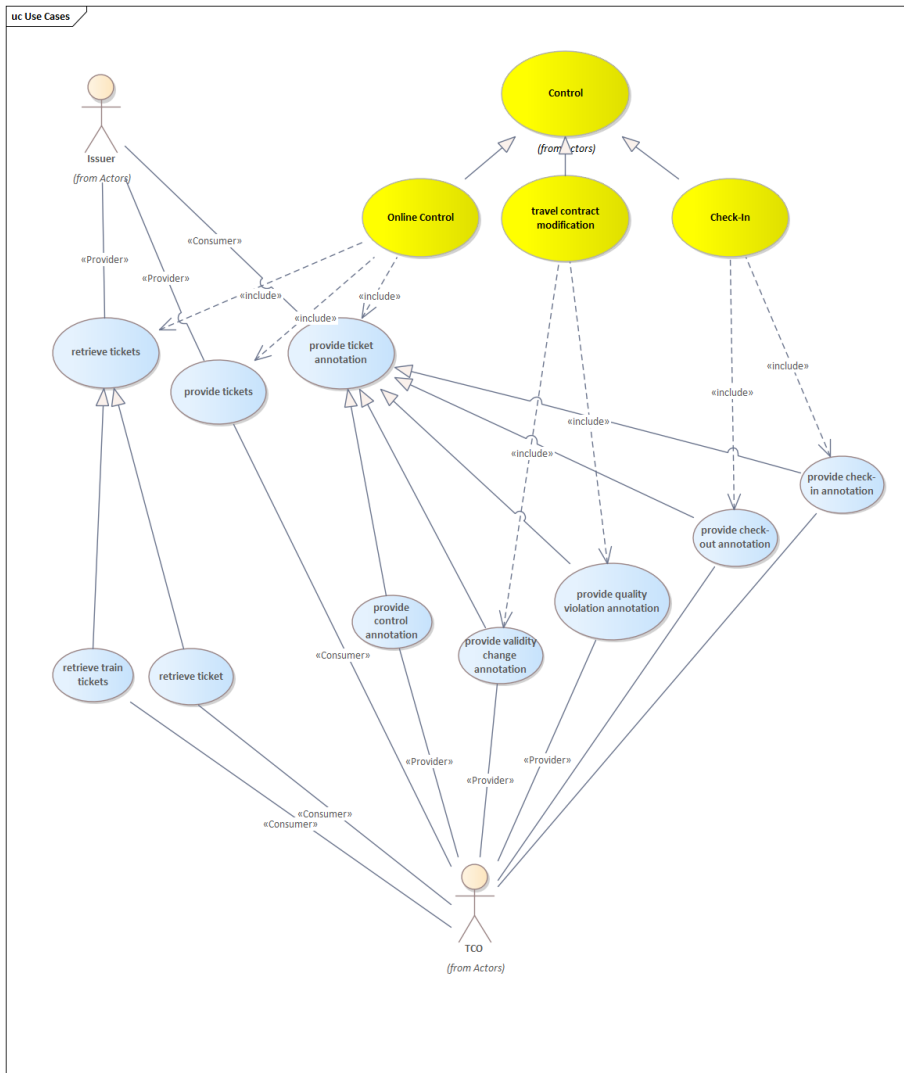 uc Use Cases
Control
(from Actors)
Issuer
(from Actors)
Online Control
travel contract
modification
Check-In
«Consumer»
«Provider»
«Provider»
«include»
«include»
«include»
retrieve tickets
provide ticket
annotation
provide tickets
«include»
«include»
«include»
«include»
provide check-
in annotation
provide check-
out annotation
provide quality
violation annotation
provide
control
annotation
provide validity
change
annotation
retrieve train
tickets
retrieve ticket
«Consumer»
«Provider»
«Provider»
«Provider»
«Consumer»
«Consumer»
TCO
(from Actors)